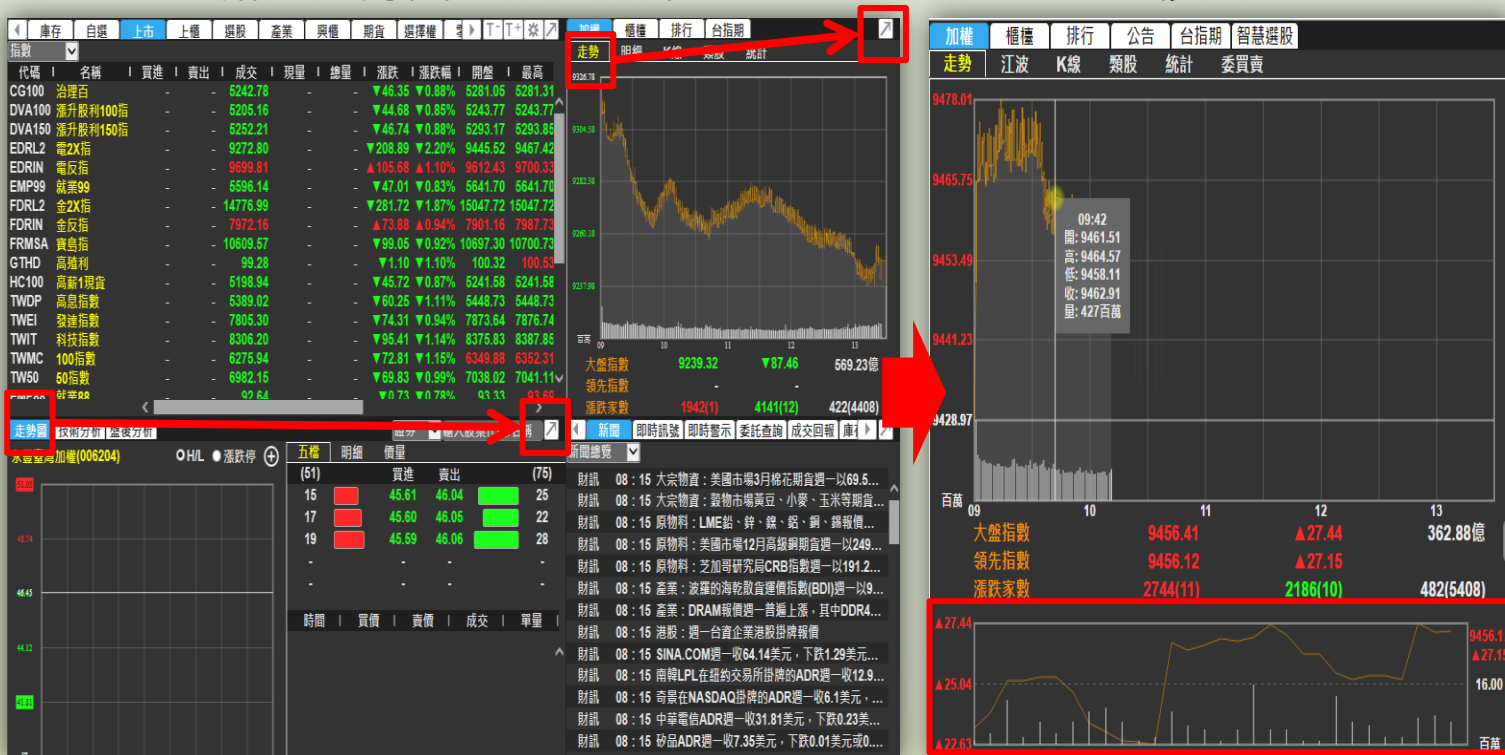 庫存 自選 上市 上櫃 選股 產業 興櫃 期貨 選擇權 T- T+
指數
代碼 名稱 買進 賣出 成交 現量 總量 漲跌 漲跌幅 開盤 最高
CG100 治理百 - - 5242.78 - - ▼46.35 ▼0.88% 5281.05 5281.31
DVA100 漲升股利100指 - - 5205.16 - - ▼44.68 ▼0.85% 5243.77 5243.77
DVA150 漲升股利150指 - - 5252.21 - - ▼46.74 ▼0.88% 5293.17 5293.85
EDRL2 電2X指 - - 9272.80 - - ▼208.89 ▼2.20% 9445.52 9467.42
EDRIN 電反指 - - 9699.81 - - ▲105.68 ▲1.10% 9612.43 9700.33
EMP99 就業99 - - 5596.14 - - ▼47.01 ▼0.83% 5641.70 5641.70
FDRL2 金2X指 - - 14776.99 - - ▼281.72 ▼1.87% 15047.72 15047.72
FDRIN 金反指 - - 7972.16 - - ▲73.88 ▲0.94% 7901.16 7987.73
FRMSA 寶島指 - - 10609.57 - - ▼99.05 ▼0.92% 10697.30 10700.73
GTHD 高殖利 - - 99.28 - - ▼1.10 ▼1.10% 100.32 100.53
HC100 高薪1現貨 - - 5198.94 - - ▼45.72 ▼0.87% 5241.58 5241.58
TWDP 高息指數 - - 5389.02 - - ▼60.25 ▼1.11% 5448.73 5448.73
TWEI 發達指數 - - 7805.30 - - ▼74.31 ▼0.94% 7873.64 7876.74
TWIT 科技指數 - - 8306.20 - - ▼95.41 ▼1.14% 8375.83 8387.85
TWMC 100指數 - - 6275.94 - - ▼72.81 ▼1.15% 6349.88 6352.31
TW50 50指數 - - 6982.15 - - ▼69.83 ▼0.99% 7038.02 7041.11
就業88 - - 92.64 - - ▼0.73 ▼0.78% 93.33 93.69
走勢圖 技術分析 盤後分析 證券
永豐臺灣加權(006204) H/L 漲跌停
51.05
48.74
46.45
44.12
41.81
五檔 明細 價量
(51) 買進 賣出 (75)
15 45.61 46.04 25
17 45.60 46.05 22
19 45.59 46.06 28
- - - -
- - - -
時間 買價 賣價 成交 單量
加權 櫃檯 排行 台指期
走勢 明細 K線 類股 統計
9326.78
9304.58
9282.38
9260.18
9237.98
百萬 09 10 11 12 13
大盤指數 9239.32 ▼87.46 569.23億
領先指數 - -
漲跌家數 1942(1) 4141(12) 422(4408)
新聞 即時訊號 即時警示 委託查詢 成交回報
新聞總覽
財訊 08:15 大宗物資:美國市場3月棉花期貨週一以69.5...
財訊 08:15 大宗物資:穀物市場黃豆、小麥、玉米等期貨...
財訊 08:15 原物料:LME鉛、鋅、鎳、鋁、銅、錫報價...
財訊 08:15 原物料:美國市場12月高級銅期貨週一以249...
財訊 08:15 原物料:芝加哥研究局CRB指數週一以191.2...
財訊 08:15 產業:波羅的海乾散貨運價指數(BDI)週一以9...
財訊 08:15 產業:DRAM報價週一普遍上漲,其中DDR4...
財訊 08:15 港股:週一台資企業港股掛牌報價
財訊 08:15 SINA.COM週一收64.14美元,下跌1.29美元...
財訊 08:15 南韓LPL在紐約交易所掛牌的ADR週一收12.9...
財訊 08:15 奇景在NASDAQ掛牌的ADR週一收6.1美元,...
財訊 08:15 中華電信ADR週一收31.81美元,下跌0.23美...
財訊 08:15 矽品ADR週一收7.35美元,下跌0.01美元或0....
加權 櫃檯 排行 公告 台指期 智慧選股
走勢 江波 K線 類股 統計 委買賣
9478.01
9465.75
9453.49
9441.23
9428.97
09:42
開: 9461.51
高: 9464.57
低: 9458.11
收: 9462.91
量: 427百萬
百萬 09 10 11 12 13
大盤指數 9456.41 ▲27.44 362.88億
領先指數 9456.12 ▲27.15
漲跌家數 2744(11) 2186(10) 482(5408)
▲27.44
▲25.04
▲22.63
9456.1
▲27.15
16.00
百萬